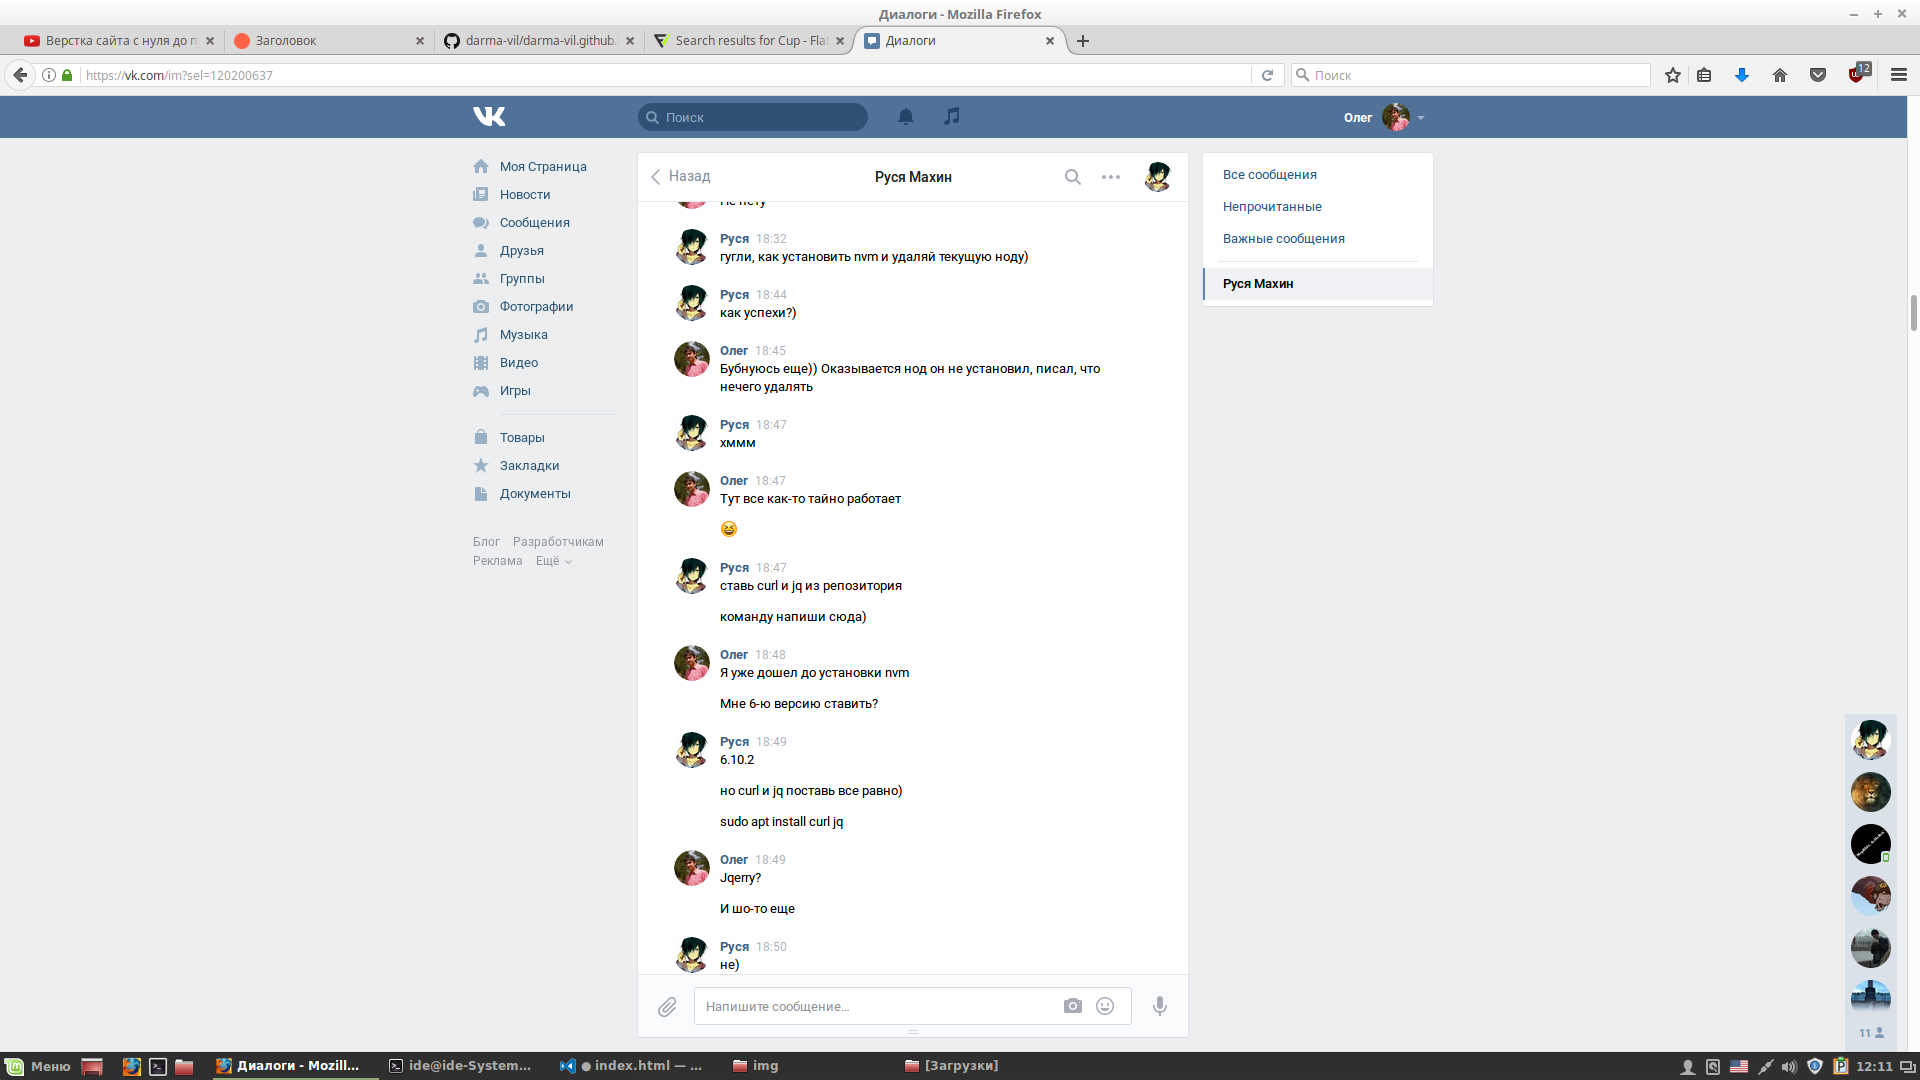 Диалоги - Mozilla Firefox
Верстка сайта с нуля до п
Заголовок
darma-vil/darma-vil.github.
Search results for Cup - Fla
Диалоги
https://vk.com/im?sel=120200637
Поиск
12
Поиск
Олег
Моя Страница
Новости
Сообщения
Друзья
Группы
Фотографии
Музыка
Видео
Игры
Товары
Закладки
Документы
Блог Разработчикам
Реклама Ещё
Назад
Руся Махин
Руся 18:32
гугли, как установить nvm и удаляй текущую ноду)
Руся 18:44
как успехи?)
Олег 18:45
Бубнуюсь еще)) Оказывается нод он не установил, писал, что
нечего удалять
Руся 18:47
хммм
Олег 18:47
Тут все как-то тайно работает
Руся 18:47
ставь curl и jq из репозитория
команду напиши сюда)
Олег 18:48
Я уже дошел до установки nvm
Мне 6-ю версию ставить?
Руся 18:49
6.10.2
но curl и jq поставь все равно)
sudo apt install curl jq
Олег 18:49
Jqerry?
И шо-то еще
Руся 18:50
не)
Напишите сообщение...
Все сообщения
Непрочитанные
Важные сообщения
Руся Махин
11
Меню
Диалоги - Mozill...
ide@ide-System...
● index.html — ...
img
[Загрузки]
12:11